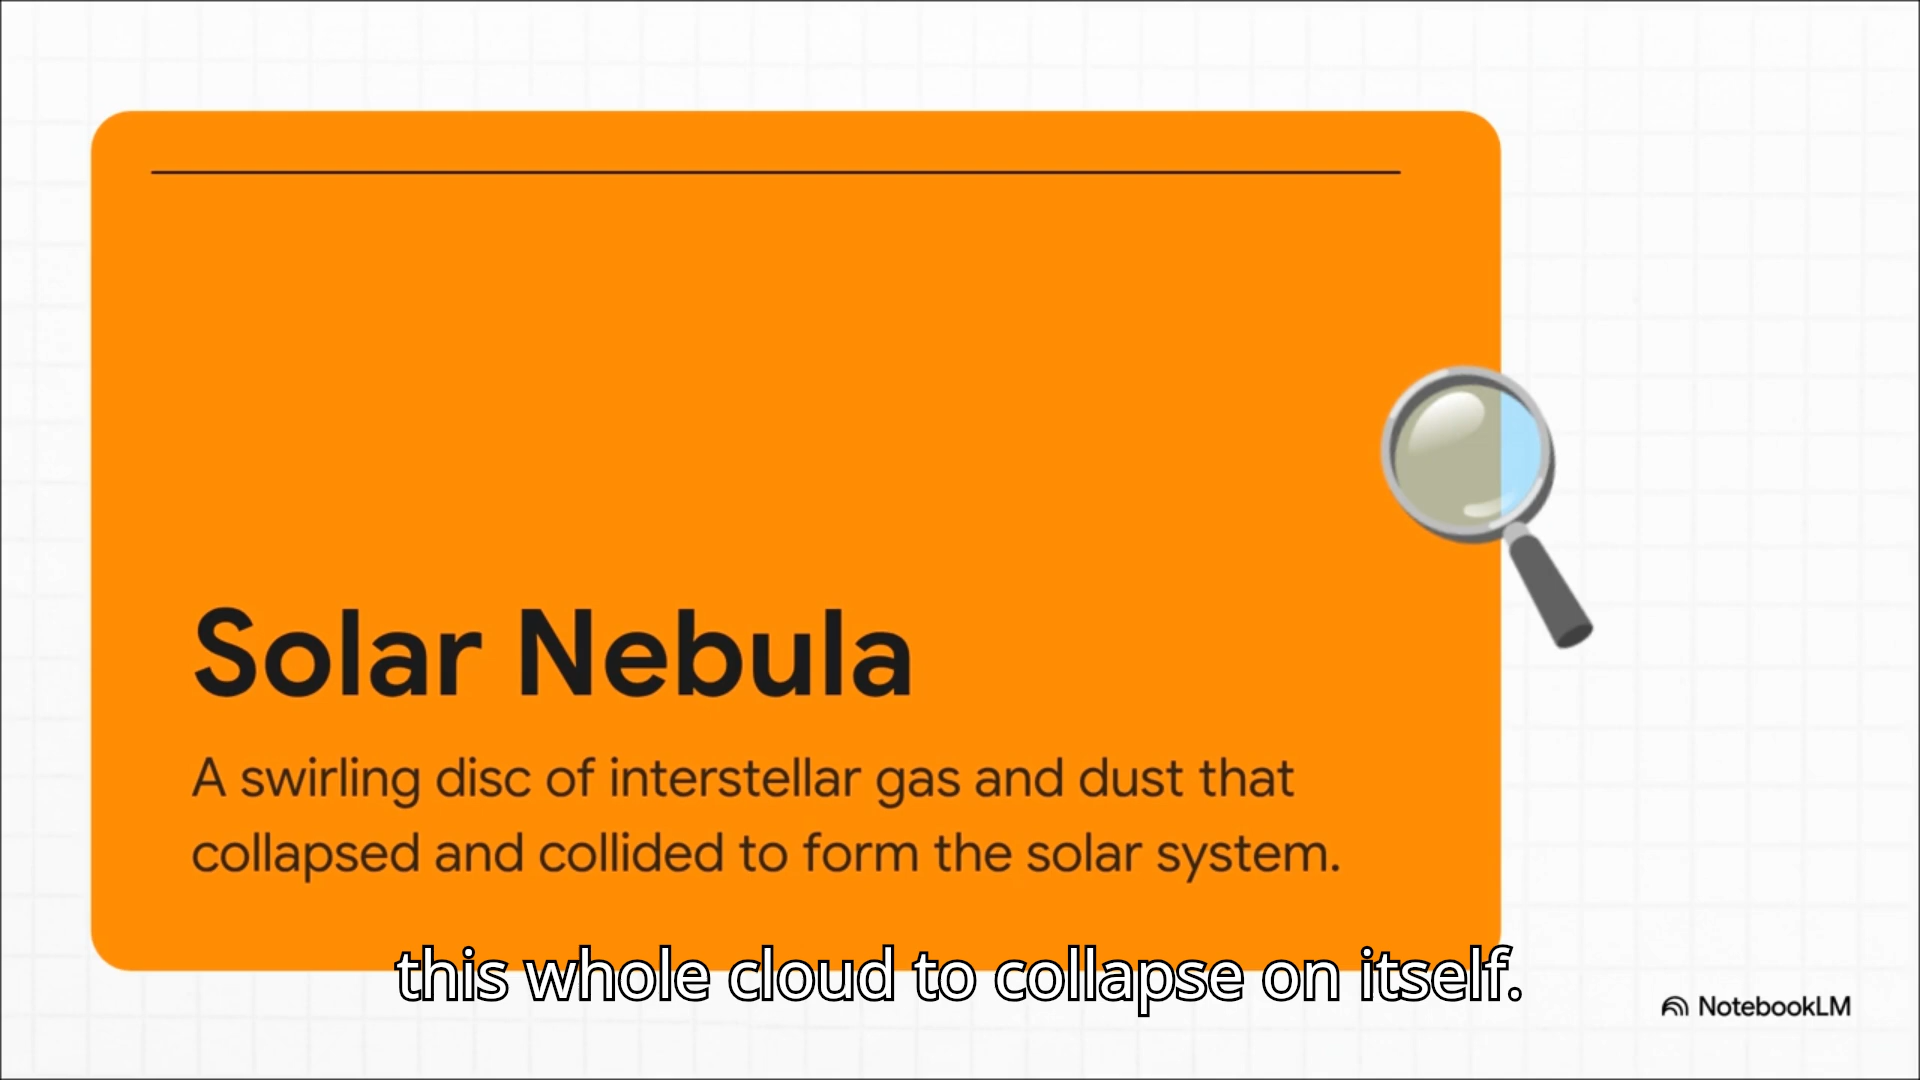 Solar Nebula
A swirling disc of interstellar gas and dust that
collapsed and collided to form the solar system.
this whole cloud to collapse on itself.
NotebookLM